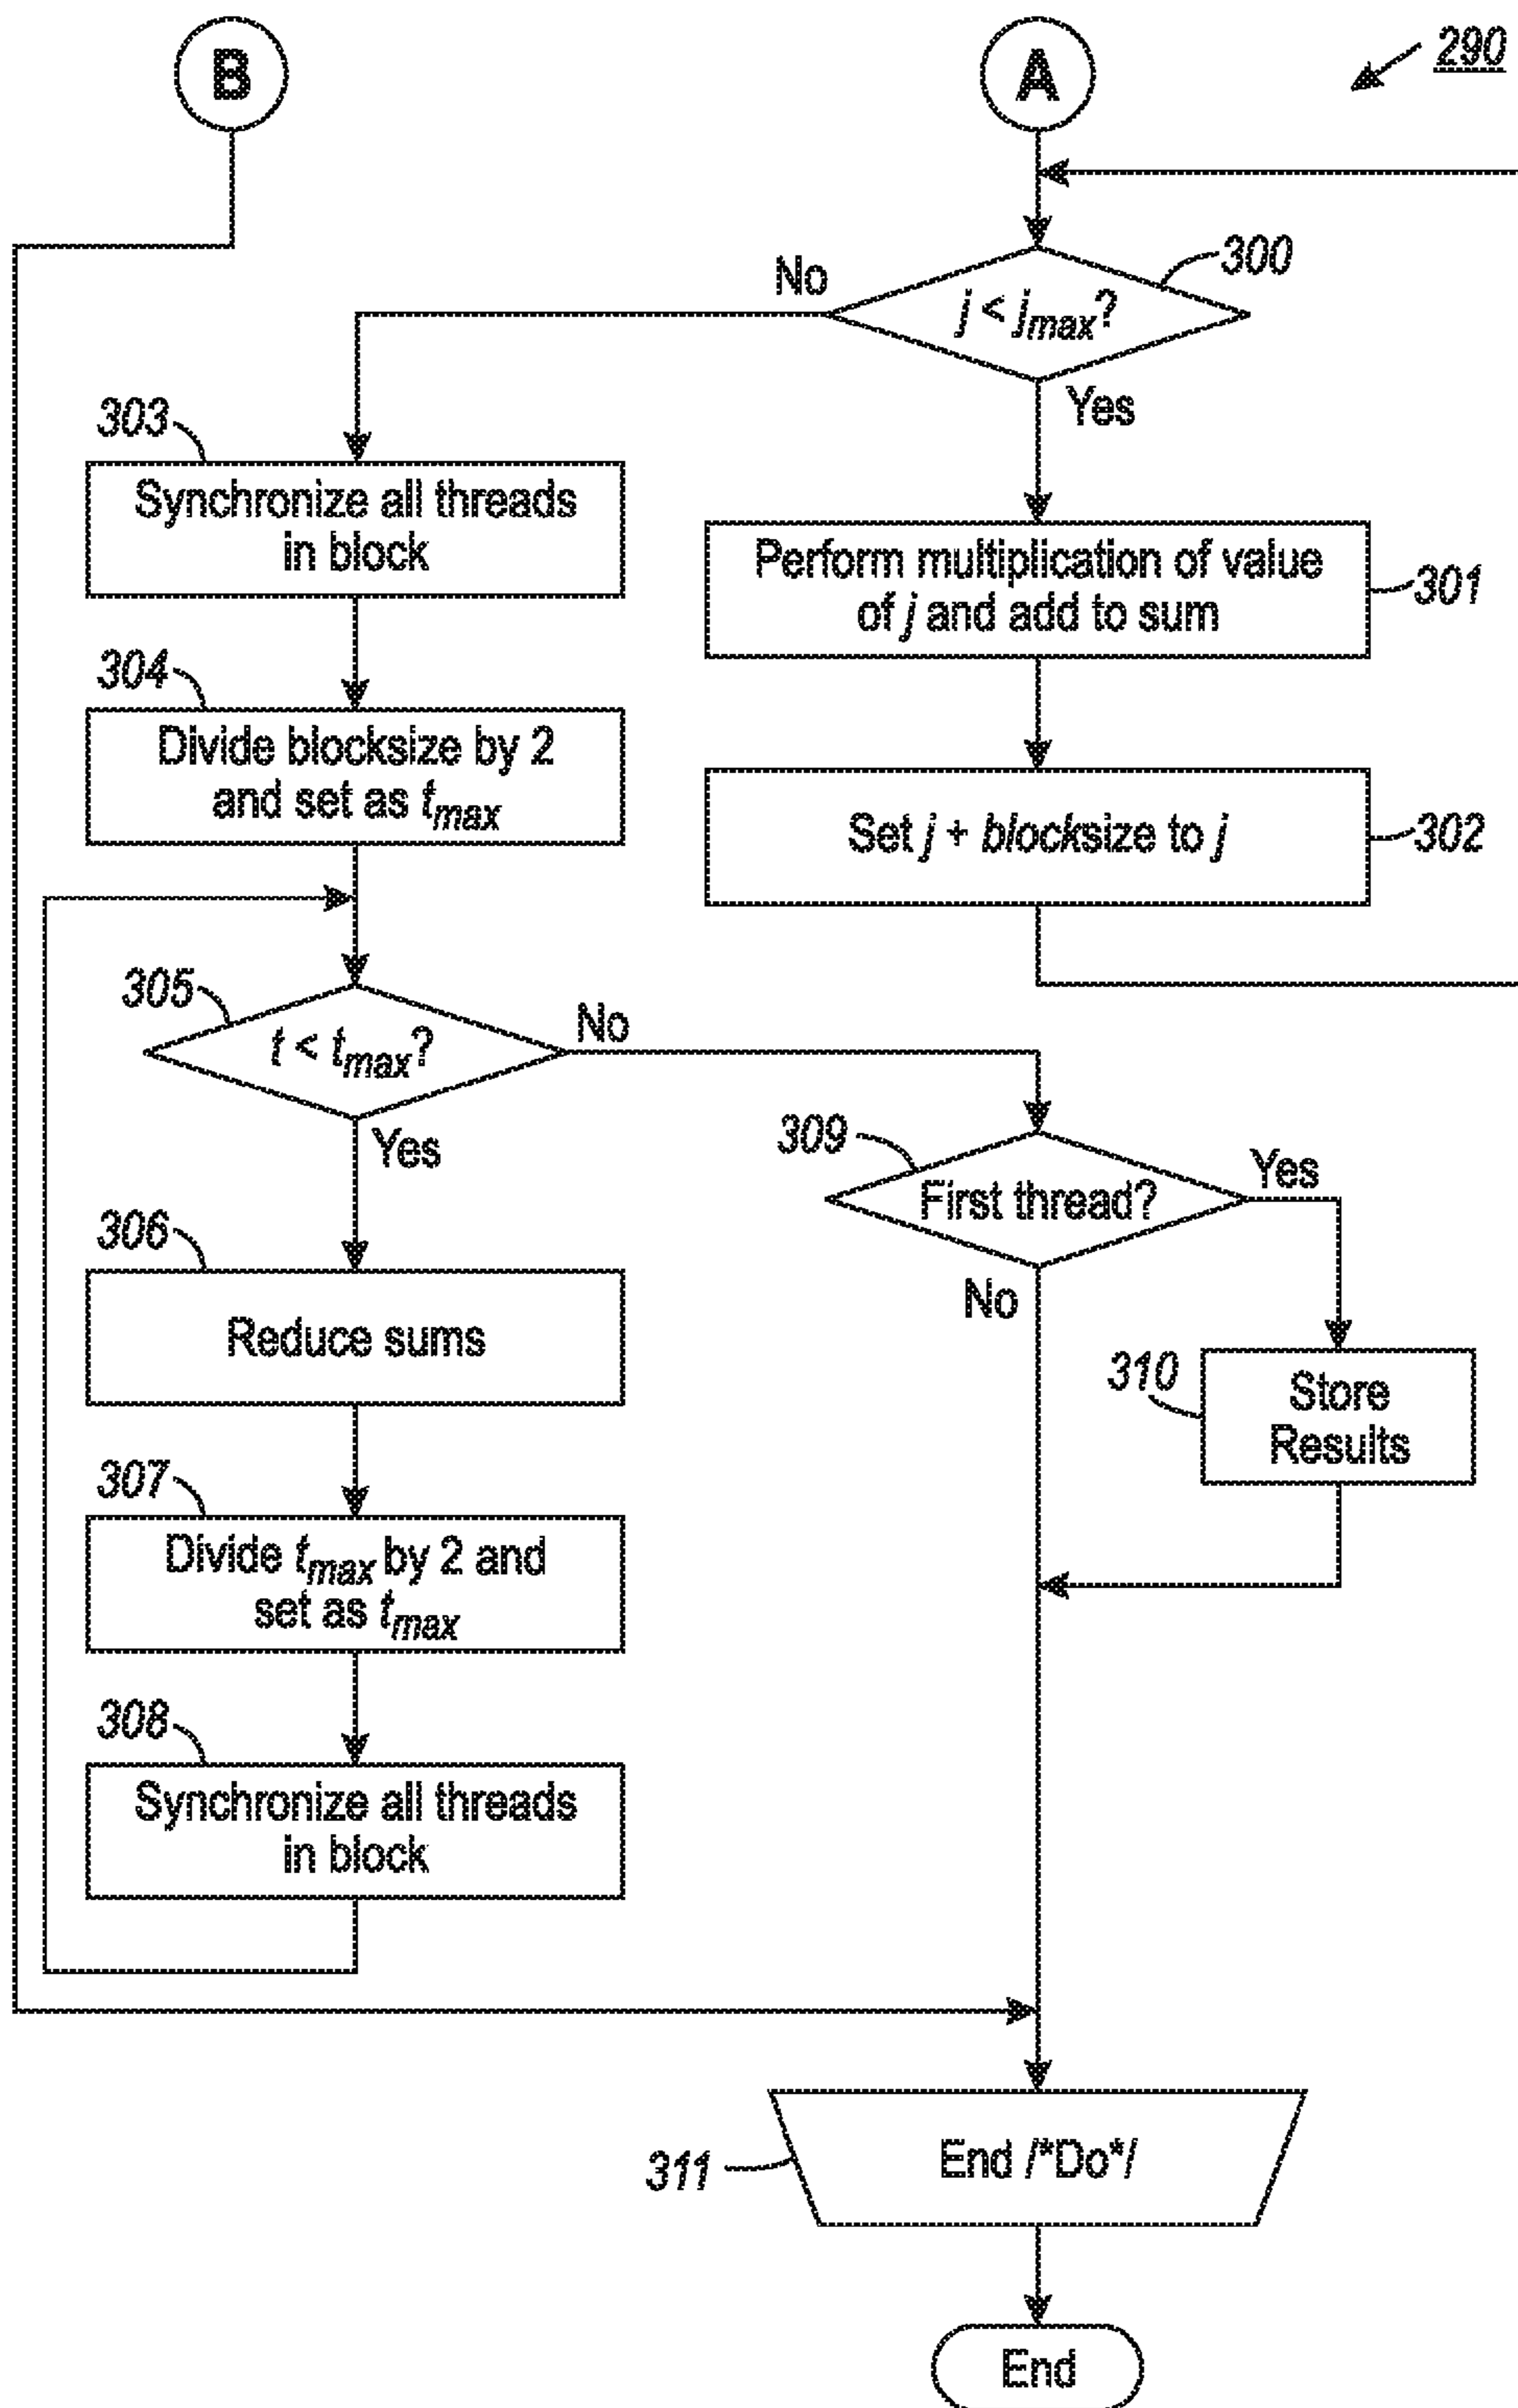 B
A
290
300
No
j < jmax?
Yes
303
Synchronize all threads
in block
Perform multiplication of value
of j and add to sum
301
304
Divide blocksize by 2
and set as tmax
Set j + blocksize to j
302
305
t < tmax?
No
Yes
309
First thread?
Yes
No
306
Reduce sums
310
Store
Results
307
Divide tmax by 2 and
set as tmax
308
Synchronize all threads
in block
311
End /*Do*/
End